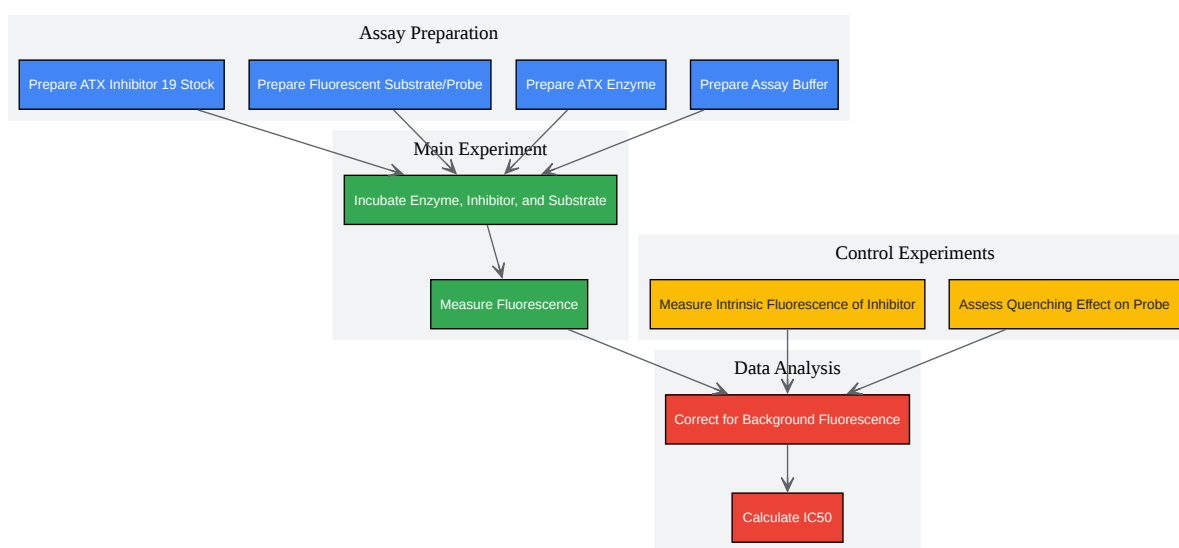 Assay Preparation
Prepare ATX Inhibitor 19 Stock
Prepare Fluorescent Substrate/Probe
Prepare ATX Enzyme
Prepare Assay Buffer
Main Experiment
Incubate Enzyme, Inhibitor, and Substrate
Measure Fluorescence
Control Experiments
Measure Intrinsic Fluorescence of Inhibitor
Assess Quenching Effect on Probe
Data Analysis
Correct for Background Fluorescence
Calculate IC50